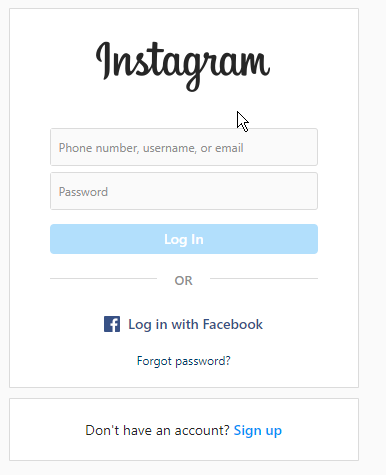 Instagram
Phone number, username, or email
Password
Log In
OR
Log in with Facebook
Forgot password?
Don't have an account? Sign up